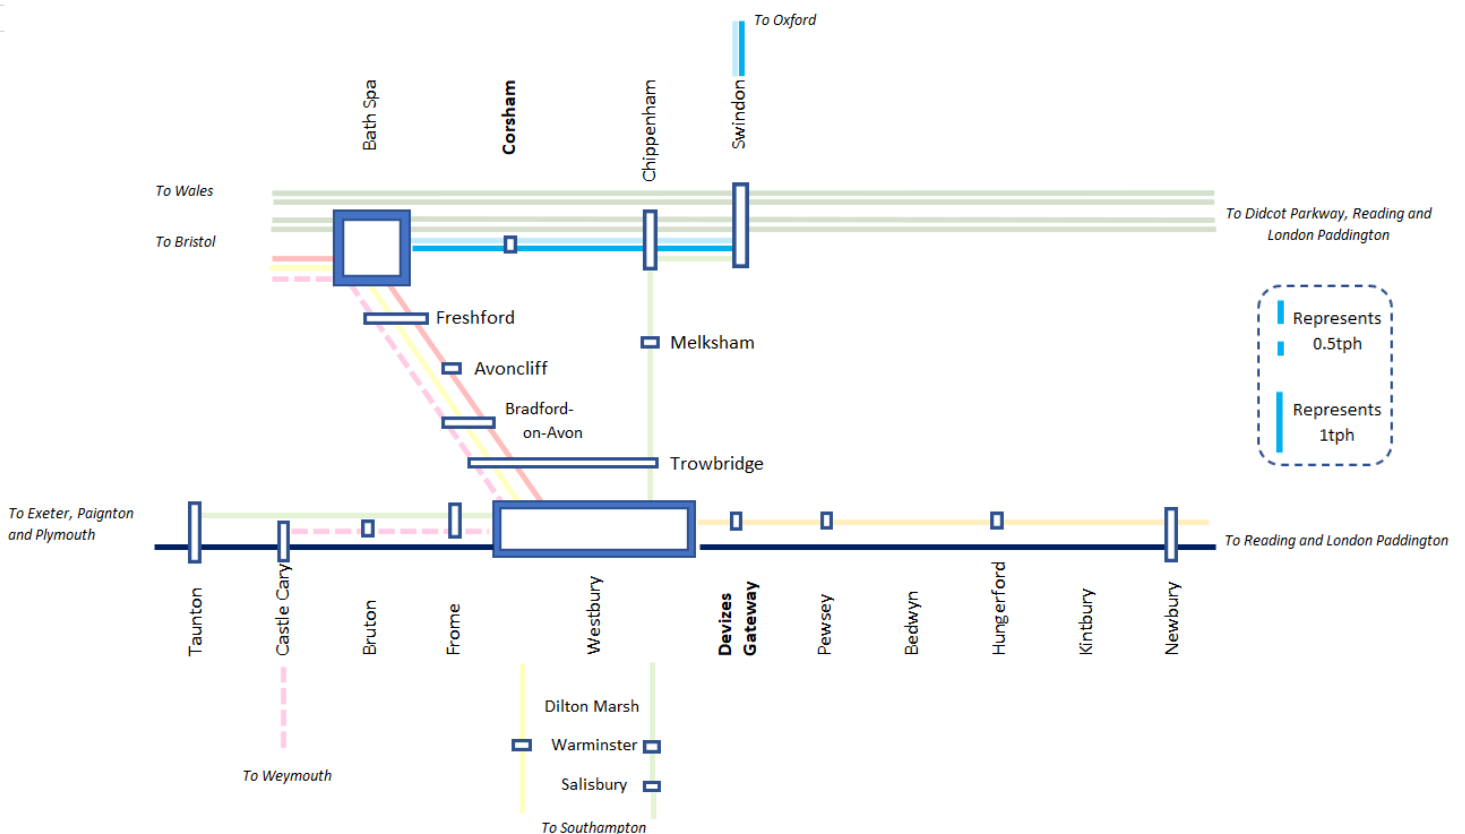 To Oxford
Bath Spa
Corsham
Chippenham
Swindon
To Wales
To Didcot Parkway, Reading and
London Paddington
To Bristol
Freshford
Represents
0.5tph
Melksham
Avoncliff
Bradford-
on-Avon
Represents
1tph
Trowbridge
To Exeter, Paignton
and Plymouth
To Reading and London Paddington
Taunton
Castle Cary
Bruton
Frome
Westbury
Devizes
Gateway
Pewsey
Bedwyn
Hungerford
Kintbury
Newbury
Dilton Marsh
Warminster
Salisbury
To Weymouth
To Southampton